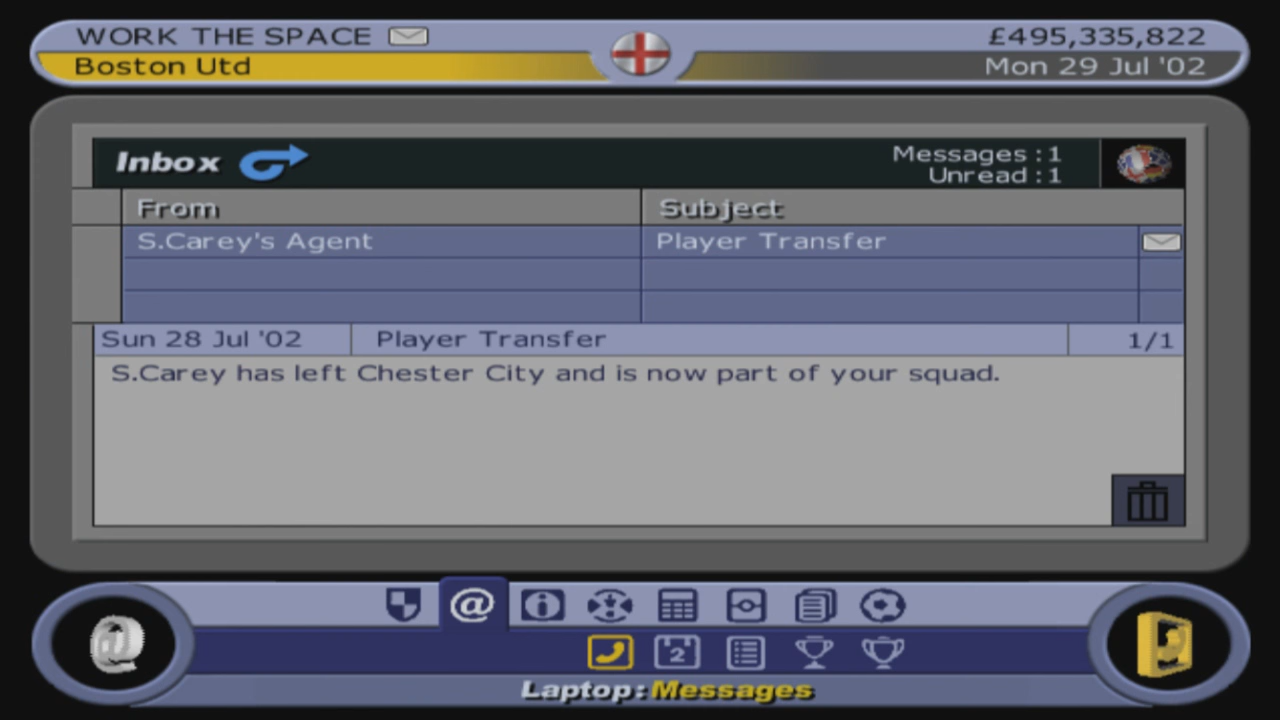 WORK THE SPACE
£495,335,822
Boston Utd
Mon 29 Jul '02
Inbox
Messages :1
Unread :1
From
Subject
S.Carey's Agent
Player Transfer
Sun 28 Jul '02
Player Transfer
1/1
S.Carey has left Chester City and is now part of your squad.
@
2
Laptop:Messages